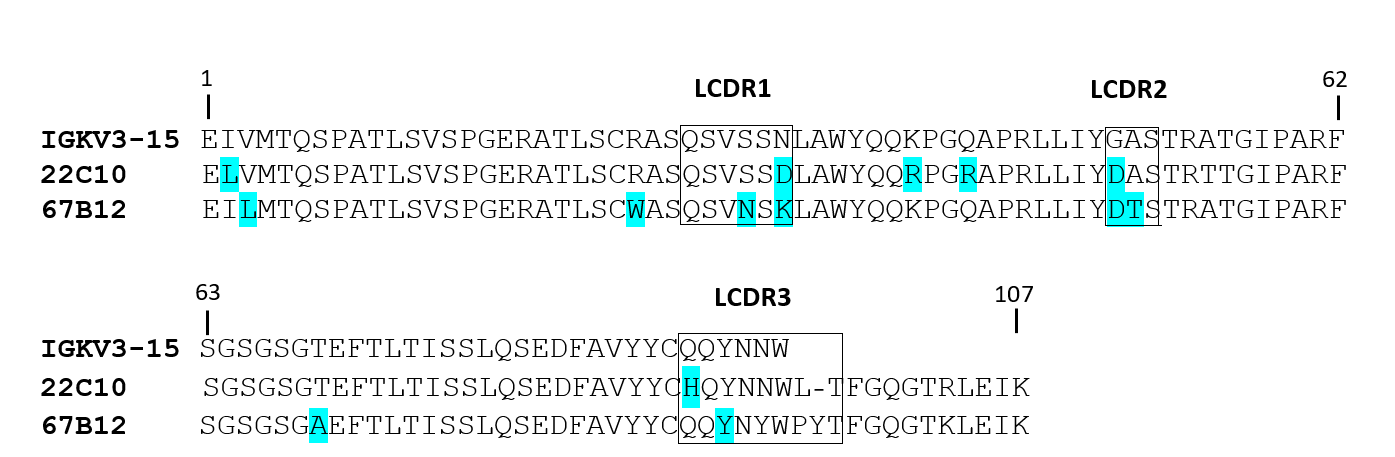 1 LCDR1 LCDR2 62
IGKV3-15 EIVMTQSPATLSVSPGERATLSCRASQSVSSNLAWYQQKPGQAPRLLIYGASTRATGIPARF
22C10 ELVMTQSPATLSVSPGERATLSCRASQSVSSDLAWYQQRPGRAPRLLIYDASTRTTGIPARF
67B12 EILMTQSPATLSVSPGERATLSCWASQSVNSKLAWYQQKPGQAPRLLIYDTSTRATGIPARF
63 LCDR3 107
IGKV3-15 SGSGSGTEFTLTISSLQSEDFAVYYCQQYNNW
22C10 SGSGSGTEFTLTISSLQSEDFAVYYCHQYNNWL-TFGQGTRLEIK
67B12 SGSGSGAEFTLTISSLQSEDFAVYYCQQYNYWPYTFGQGTKLEIK